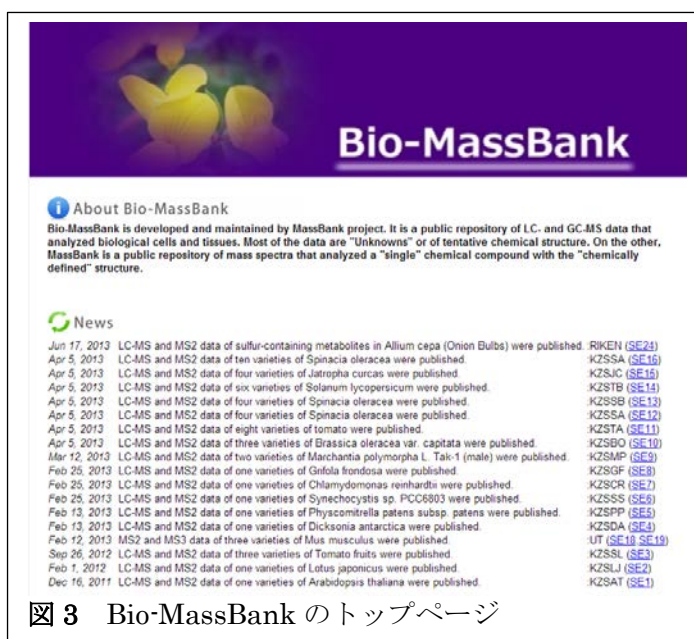 Bio-MassBank
About Bio-MassBank
Bio-MassBank is developed and maintained by MassBank project. It is a public repository of LC- and GC-MS data that
analyzed biological cells and tissues. Most of the data are "Unknowns" or of tentative chemical structure. On the other,
MassBank is a public repository of mass spectra that analyzed a "single" chemical compound with the "chemically
defined" structure.
News
Jun 17, 2013 LC-MS and MS2 data of sulfur-containing metabolites in Allium cepa (Onion Bulbs) were published. :RIKEN (SE24)
Apr 5, 2013 LC-MS and MS2 data of ten varieties of Spinacia oleracea were published. :KZSSA (SE16)
Apr 5, 2013 LC-MS and MS2 data of four varieties of Jatropha curcas were published. :KZSJC (SE15)
Apr 5, 2013 LC-MS and MS2 data of six varieties of Solanum lycopersicum were published. :KZSTB (SE14)
Apr 5, 2013 LC-MS and MS2 data of four varieties of Spinacia oleracea were published. :KZSSB (SE13)
Apr 5, 2013 LC-MS and MS2 data of four varieties of Spinacia oleracea were published. :KZSSA (SE12)
Apr 5, 2013 LC-MS and MS2 data of eight varieties of tomato were published. :KZSTA (SE11)
Apr 5, 2013 LC-MS and MS2 data of three varieties of Brassica oleracea var. capitata were published. :KZSBO (SE10)
Mar 12, 2013 LC-MS and MS2 data of two varieties of Marchantia polymorpha L. Tak-1 (male) were published. :KZSMP (SE9)
Feb 25, 2013 LC-MS and MS2 data of one varieties of Grifola frondosa were published. :KZSGF (SE8)
Feb 25, 2013 LC-MS and MS2 data of one varieties of Chlamydomonas reinhardtii were published. :KZSCR (SE7)
Feb 25, 2013 LC-MS and MS2 data of one varieties of Synechocystis sp. PCC6803 were published. :KZSSS (SE6)
Feb 13, 2013 LC-MS and MS2 data of one varieties of Physcomitrella patens subsp. patens were published. :KZSPP (SE5)
Feb 13, 2013 LC-MS and MS2 data of one varieties of Dicksonia antarctica were published. :KZSDA (SE4)
Feb 12, 2013 MS2 and MS3 data of three varieties of Mus musculus were published. :UT (SE18 SE19)
Sep 26, 2012 LC-MS and MS2 data of three varieties of Tomato fruits were published. :KZSSL (SE3)
Feb 1, 2012 LC-MS and MS2 data of one varieties of Lotus japonicus were published. :KZSLJ (SE2)
Dec 16, 2011 LC-MS and MS2 data of one varieties of Arabidopsis thaliana were published. :KZSAT (SE1)
図 3 Bio-MassBank のトップページ